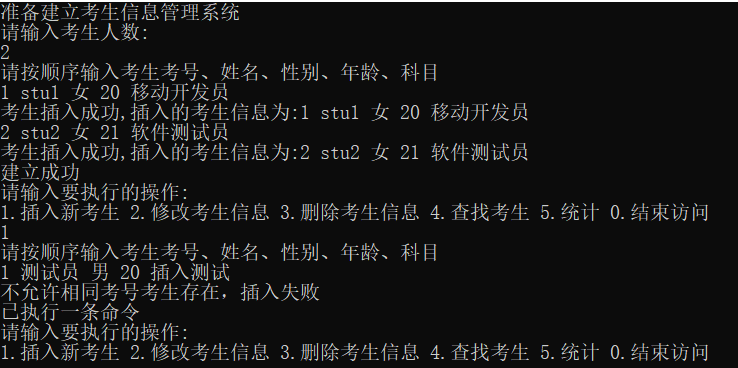 准备建立考生信息管理系统
请输入考生人数:
2
请按顺序输入考生考号、姓名、性别、年龄、科目
1 stu1 女 20 移动开发员
考生插入成功,插入的考生信息为:1 stu1 女 20 移动开发员
2 stu2 女 21 软件测试员
考生插入成功,插入的考生信息为:2 stu2 女 21 软件测试员
建立成功
请输入要执行的操作:
1.插入新考生 2.修改考生信息 3.删除考生信息 4.查找考生 5.统计 0.结束访问
1
请按顺序输入考生考号、姓名、性别、年龄、科目
1 测试员 男 20 插入测试
不允许相同考号考生存在，插入失败
已执行一条命令
请输入要执行的操作:
1.插入新考生 2.修改考生信息 3.删除考生信息 4.查找考生 5.统计 0.结束访问